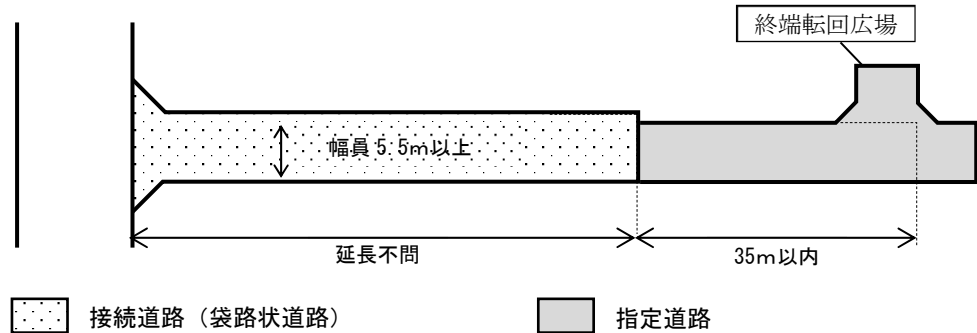 終端転回広場
幅員 5.5m以上
延長不問
35m以内
接続道路（袋路状道路）
指定道路